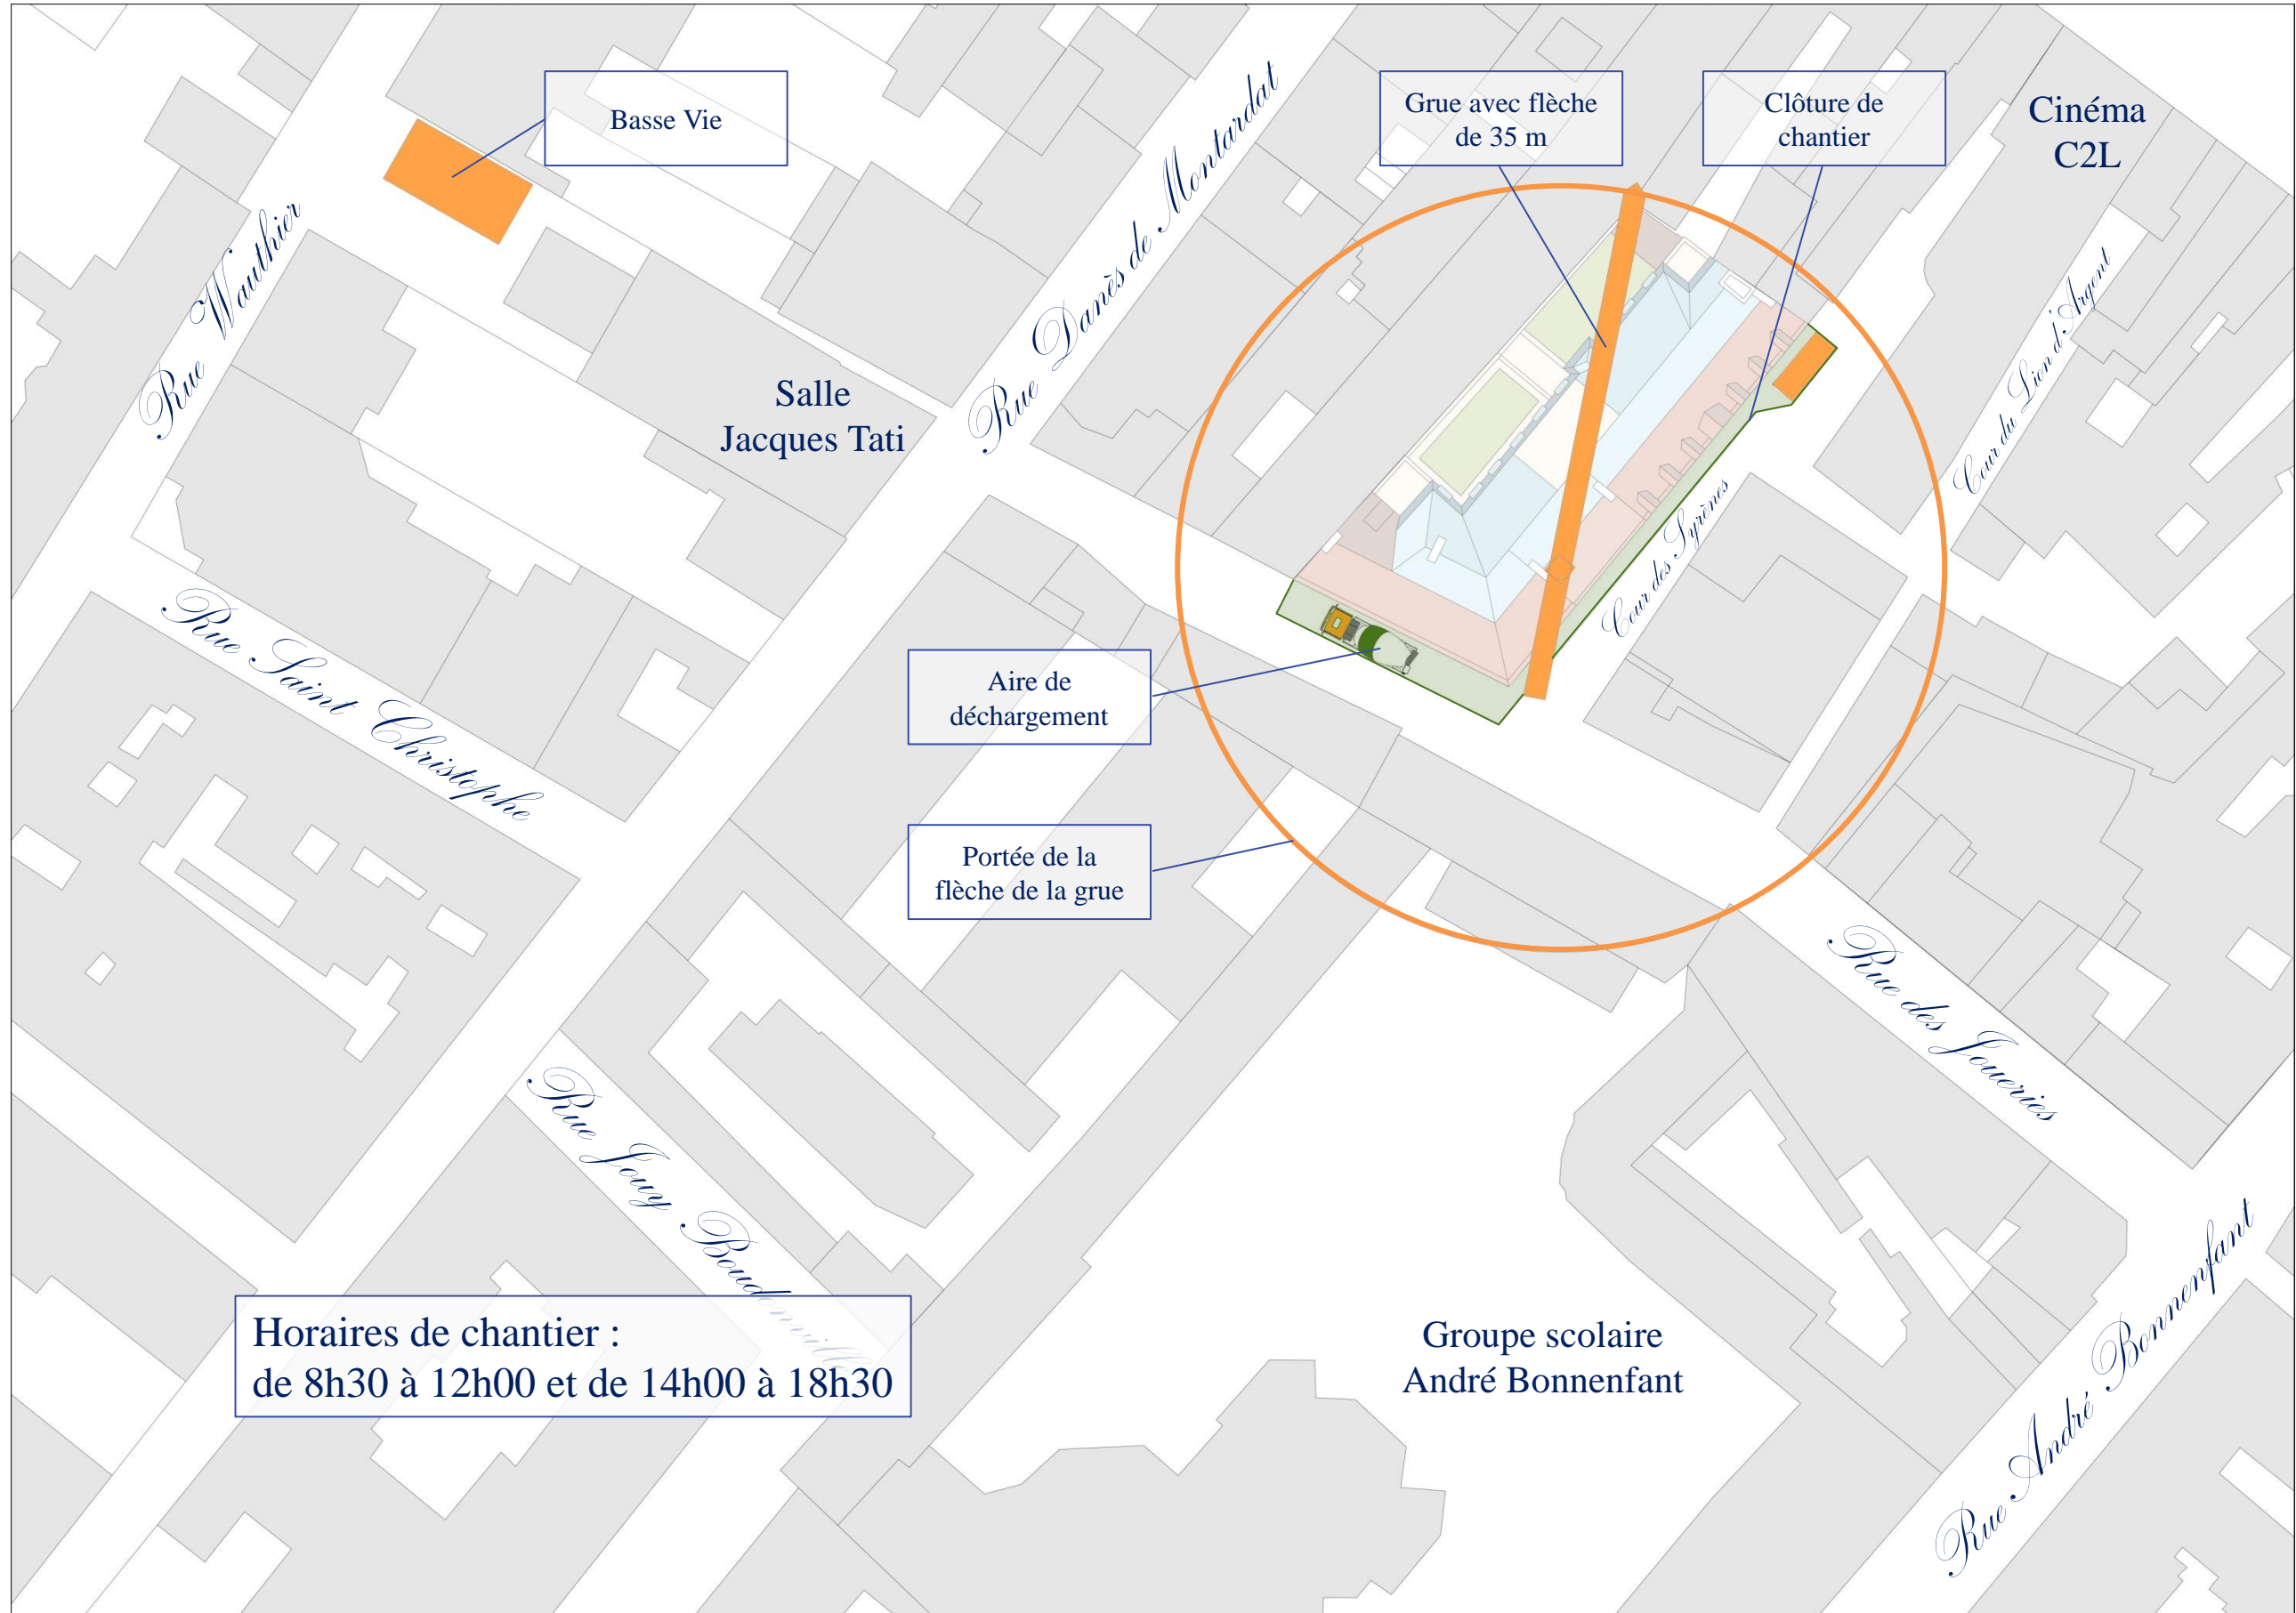 Basse Vie
Grue avec flèche
de 35 m
Clôture de
chantier
Cinéma
C2L
Rue Wauthier
Rue Danès de Montardat
Cour du Lion d'Argent
Salle
Jacques Tati
Cour des Syrènes
Rue Saint Christophe
Aire de
déchargement
Portée de la
flèche de la grue
Rue des Joueries
Rue Jouy Boudonville
Horaires de chantier :
de 8h30 à 12h00 et de 14h00 à 18h30
Groupe scolaire
André Bonnenfant
Rue André Bonnenfant